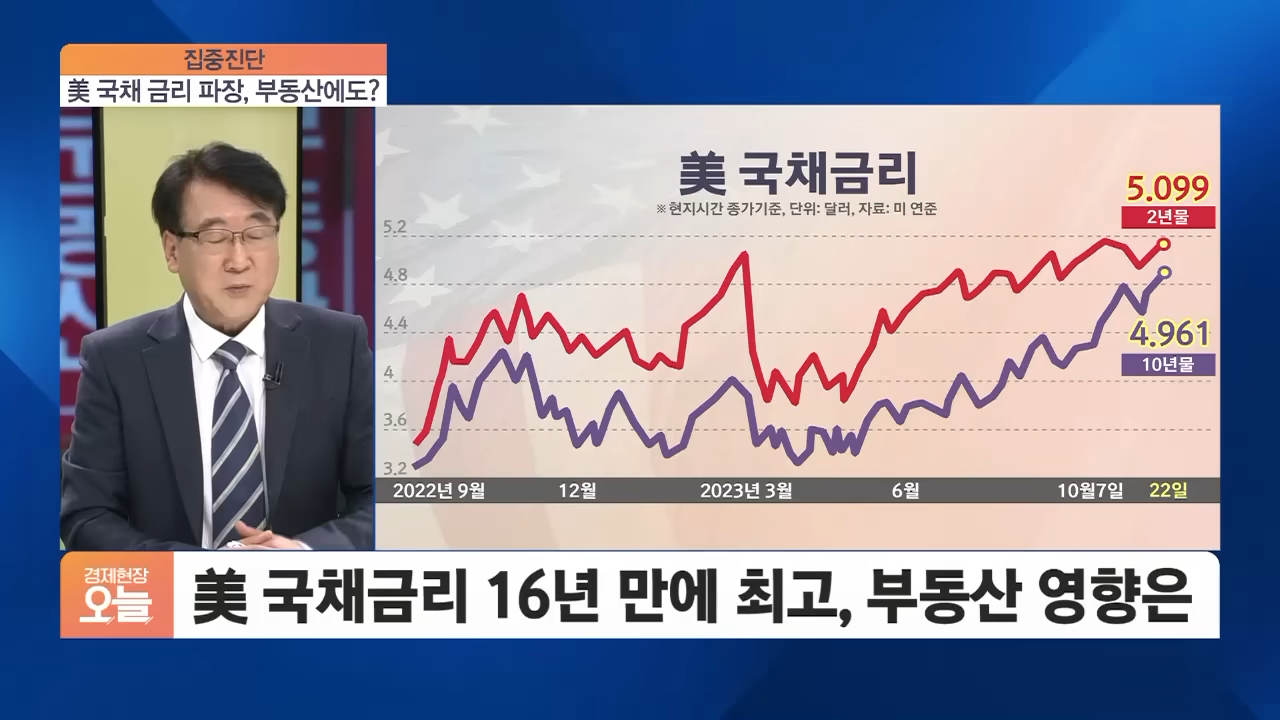 집중진단
美 국채 금리 파장, 부동산에도?
美 국채금리
※ 현지시간 종가기준, 단위: 달러, 자료: 미 연준
5.099
2년물
5.2
4.8
4.4
4
3.6
3.2
4.961
10년물
2022년 9월 12월 2023년 3월 6월 10월7일 22일
경제현장
오늘
美 국채금리 16년 만에 최고, 부동산 영향은